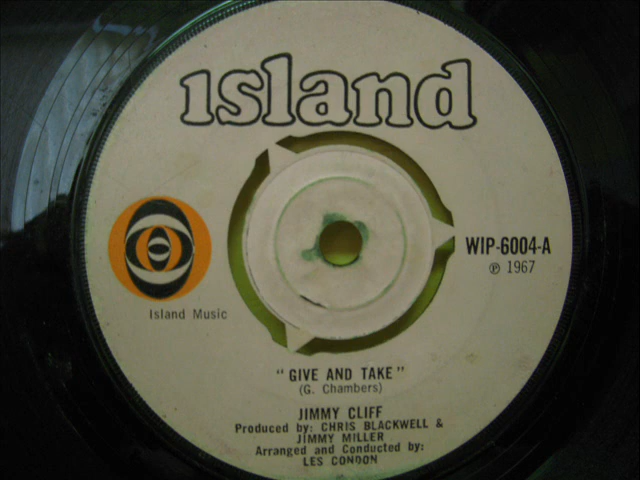 island
WIP-6004-A
℗ 1967
Island Music
"GIVE AND TAKE"
(G. Chambers)
JIMMY CLIFF
Produced by: CHRIS BLACKWELL &
JIMMY MILLER
Arranged and Conducted by:
LES CONDON